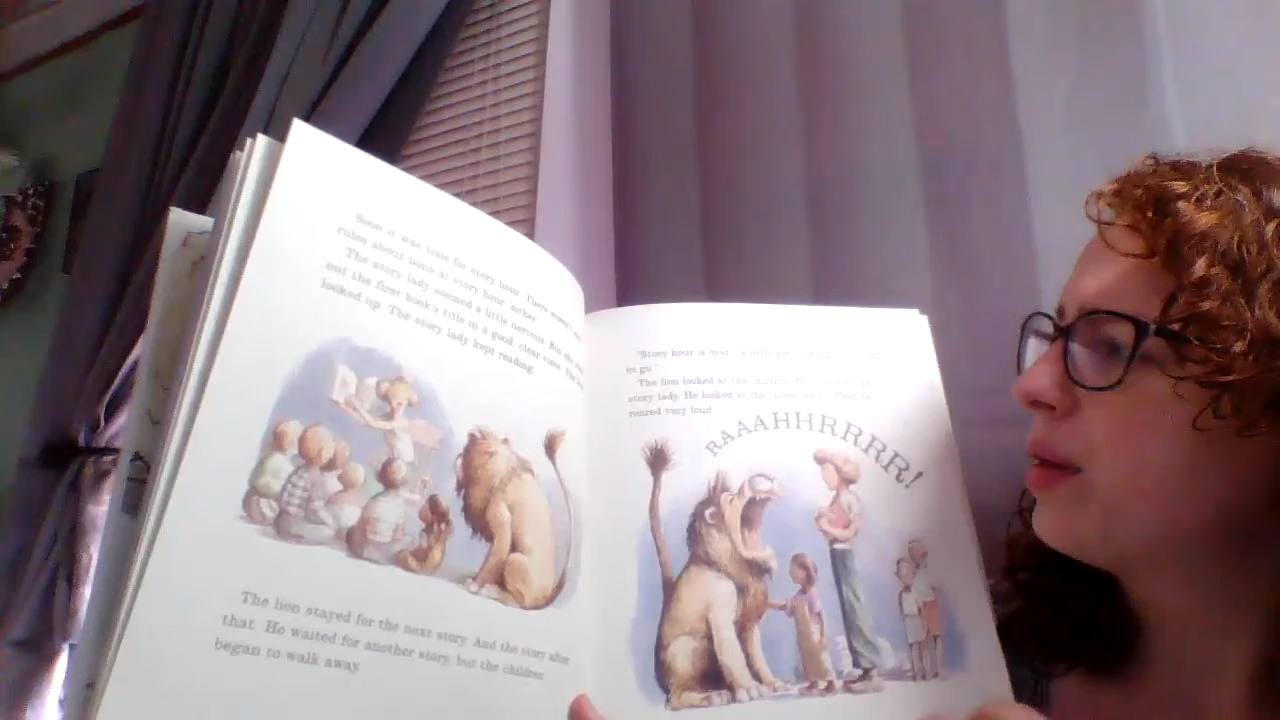 Soon it was time for story hour. There weren't any
rules about lions at story hour either.
The story lady seemed a little nervous. But she
out the first book's title in a good, clear voice. The
looked up. The story lady kept reading.
The lion stayed for the next story. And the story after
that. He waited for another story, but the children
began to walk away.
"Story hour is over,"
to go."
The lion looked at the children.
story lady. He looked at the
roared very loud.
RAAAHHRRRR!